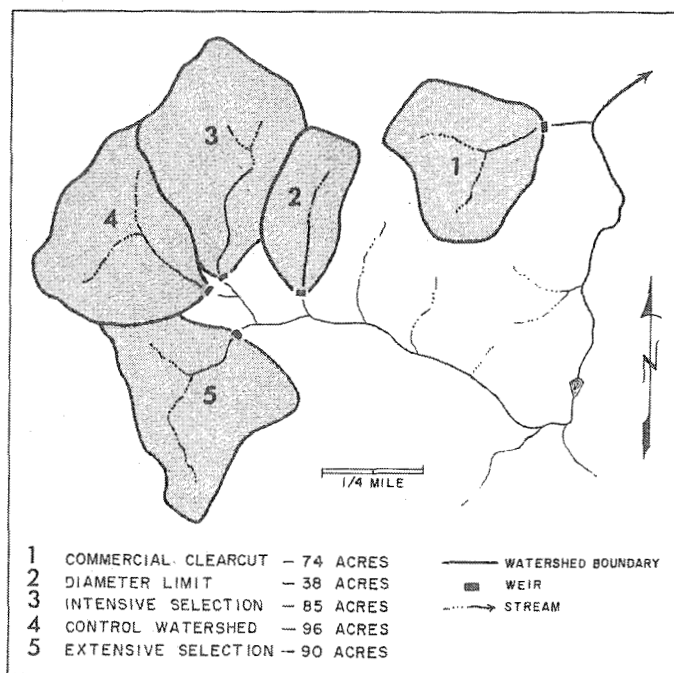 3
1
2
4
N
5
1/4 MILE
1 COMMERCIAL CLEARCUT – 74 ACRES
2 DIAMETER LIMIT – 38 ACRES
3 INTENSIVE SELECTION – 85 ACRES
4 CONTROL WATERSHED – 96 ACRES
5 EXTENSIVE SELECTION – 90 ACRES
WATERSHED BOUNDARY
WEIR
STREAM